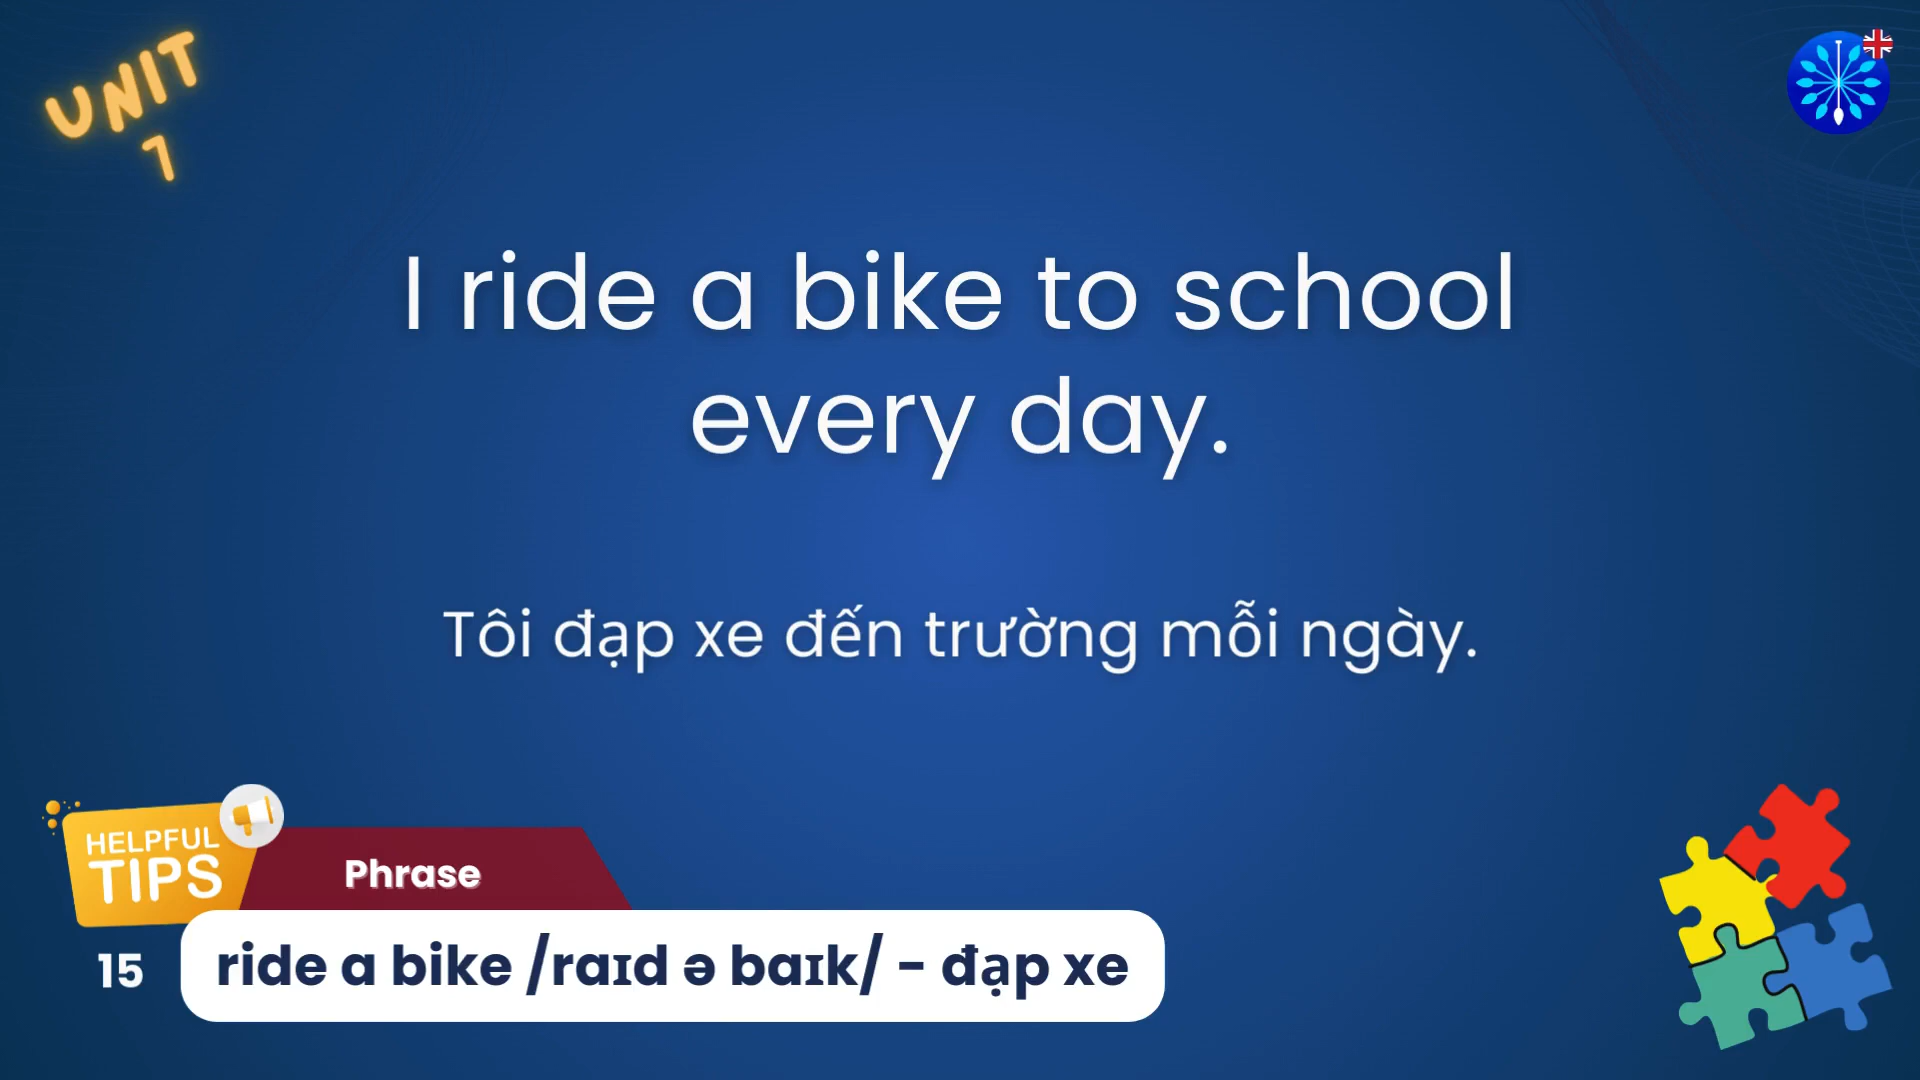 UNIT
1
I ride a bike to school
every day.
Tôi đạp xe đến trường mỗi ngày.
HELPFUL
TIPS
Phrase
15
ride a bike /raɪd ə baɪk/ - đạp xe